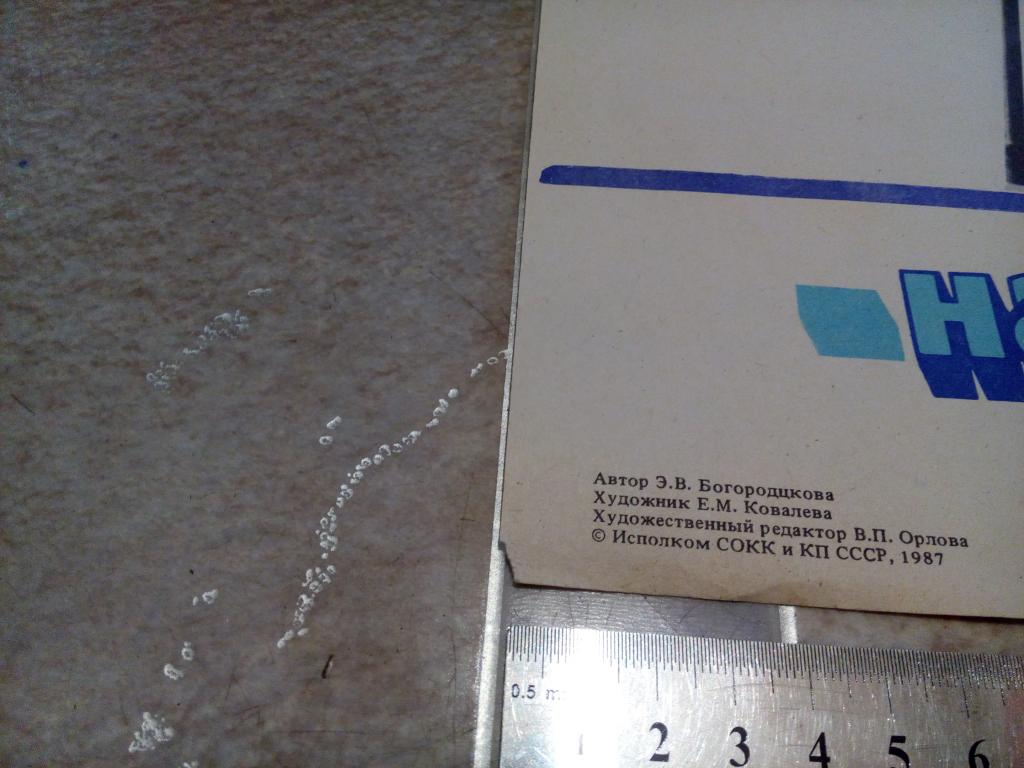 На
Автор Э.В. Богородцкова
Художник Е.М. Ковалева
Художественный редактор В.П. Орлова
© Исполком СОКК и КП СССР, 1987
0.5 m
1 2 3 4 5 6